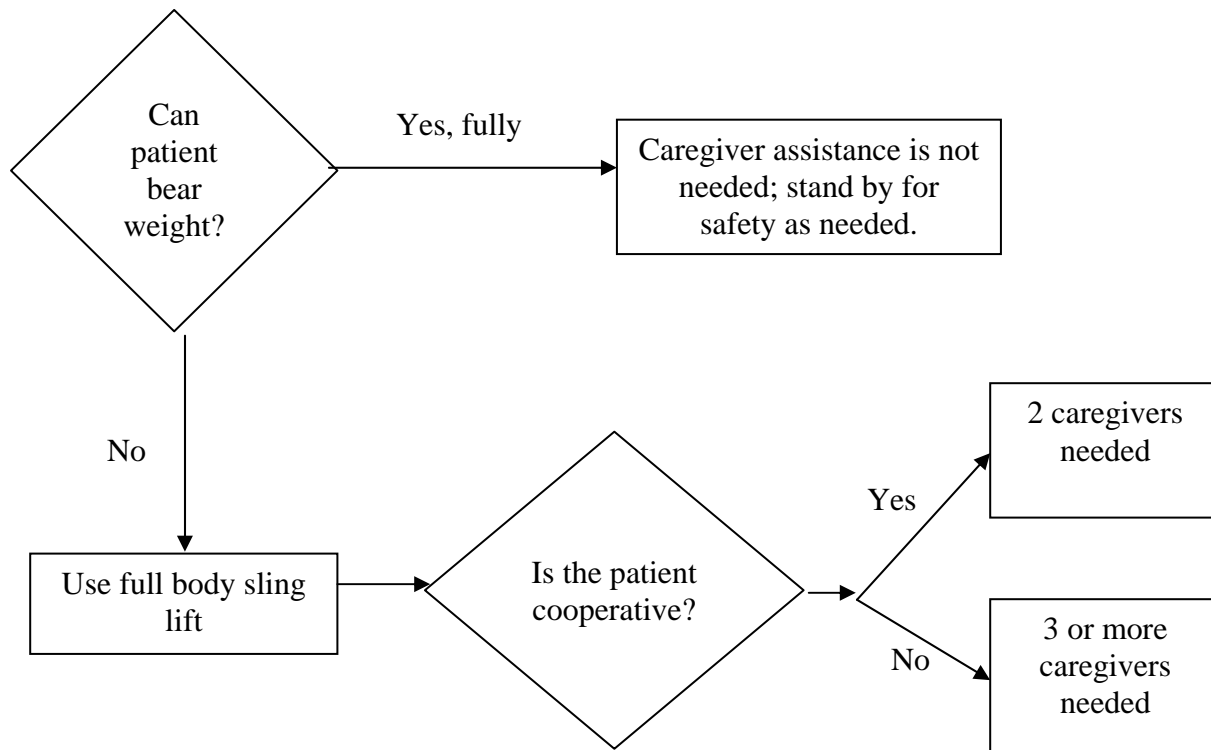 Can
patient
bear
weight?
Yes, fully
Caregiver assistance is not
needed; stand by for
safety as needed.
No
Use full body sling
lift
Is the patient
cooperative?
Yes
2 caregivers
needed
No
3 or more
caregivers
needed